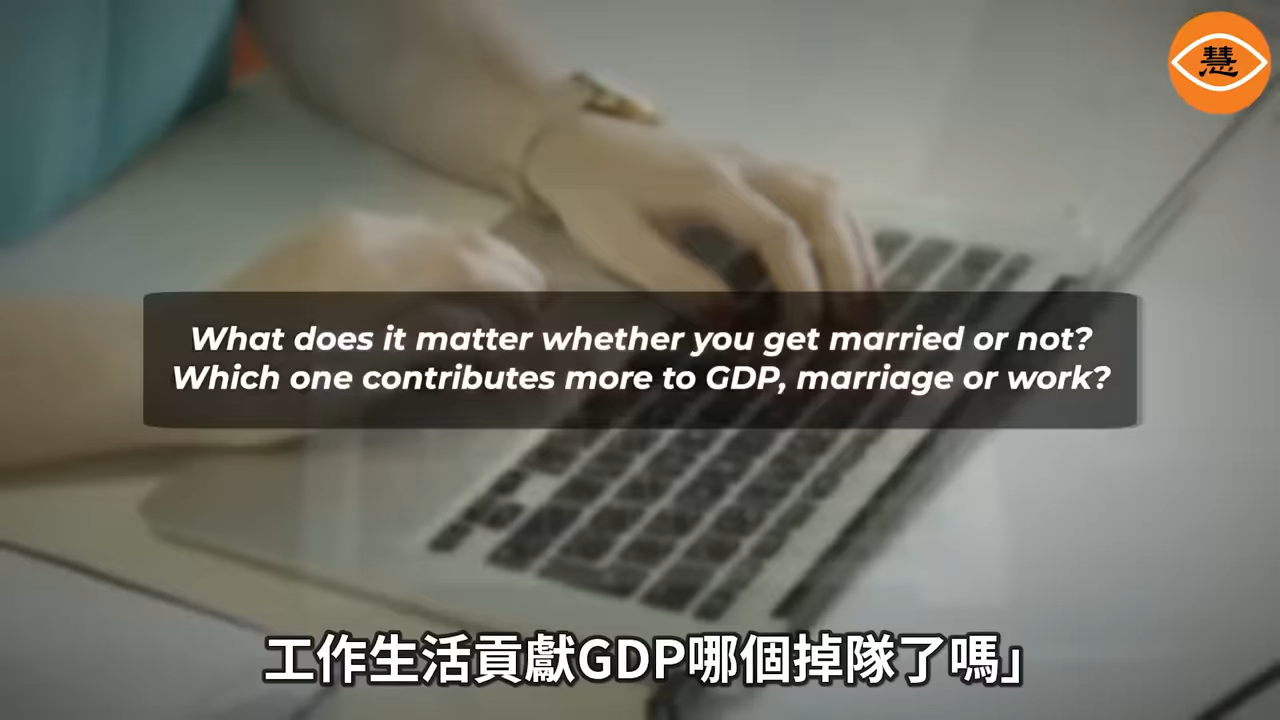 慧
What does it matter whether you get married or not?
Which one contributes more to GDP, marriage or work?
工作生活貢獻GDP哪個掉隊了嗎」